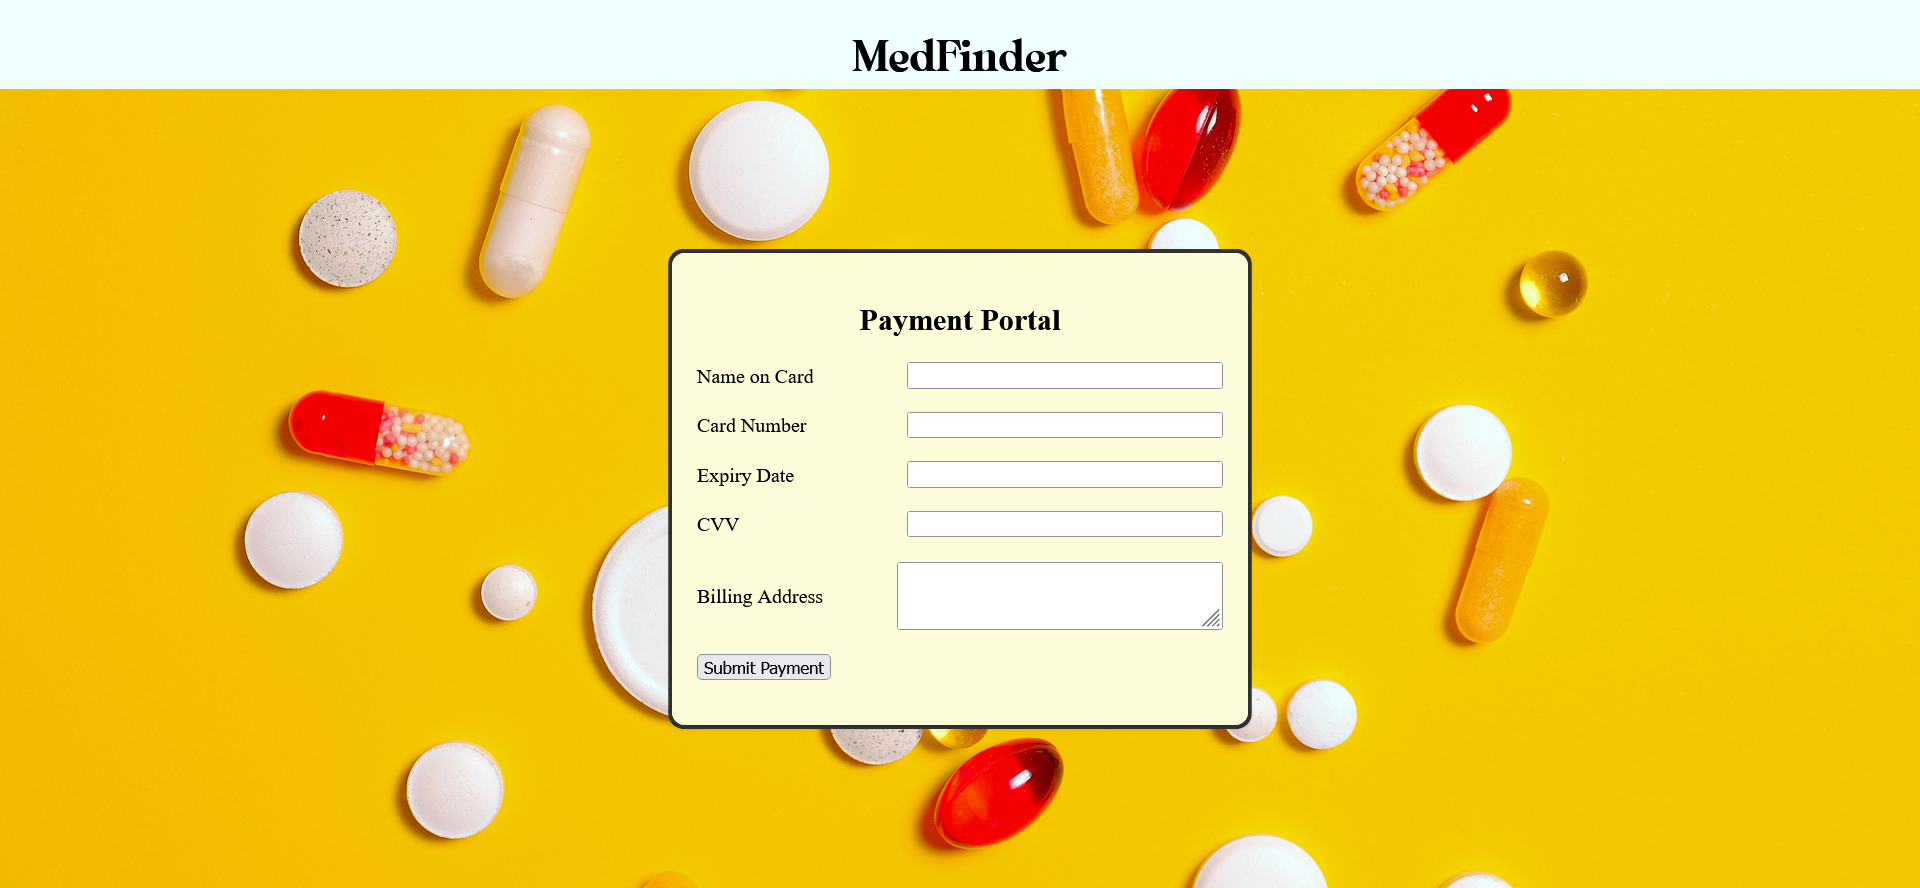 MedFinder
Payment Portal
Name on Card
Card Number
Expiry Date
CVV
Billing Address
Submit Payment